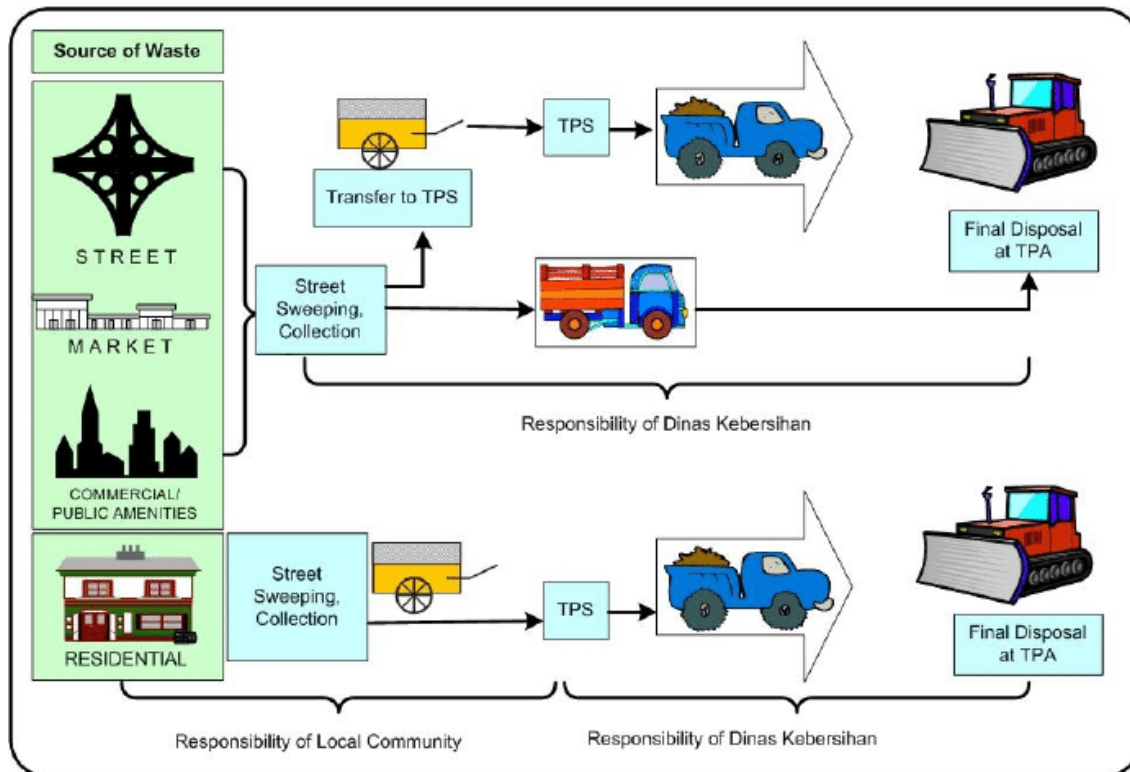 Source of Waste
STREET
MARKET
COMMERCIAL/
PUBLIC AMENITIES
RESIDENTIAL
Transfer to TPS
TPS
Street
Sweeping,
Collection
Final Disposal
at TPA
Responsibility of Dinas Kebersihan
Street
Sweeping,
Collection
TPS
Final Disposal
at TPA
Responsibility of Local Community
Responsibility of Dinas Kebersihan